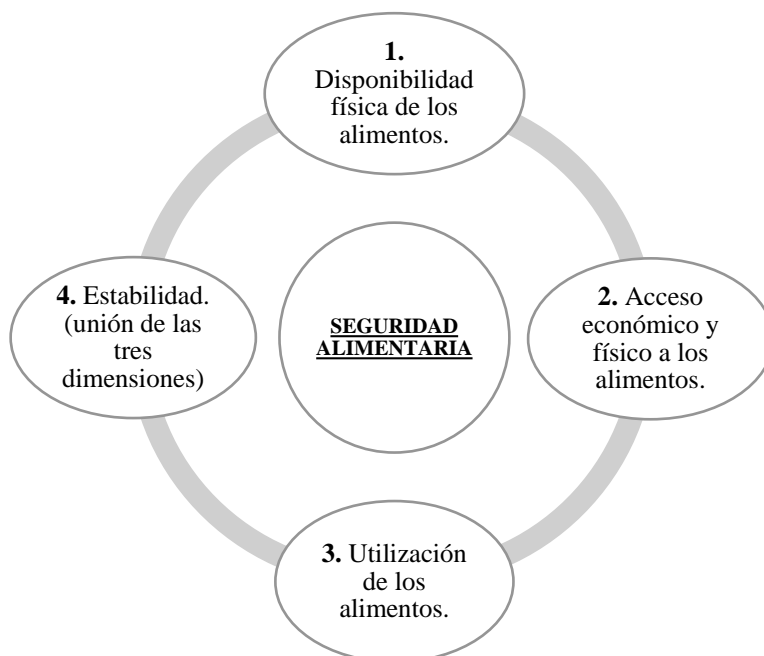 1.
Disponibilidad
física de los
alimentos.
4. Estabilidad.
(unión de las
tres
dimensiones)
SEGURIDAD
ALIMENTARIA
2. Acceso
económico y
físico a los
alimentos.
3. Utilización
de los
alimentos.